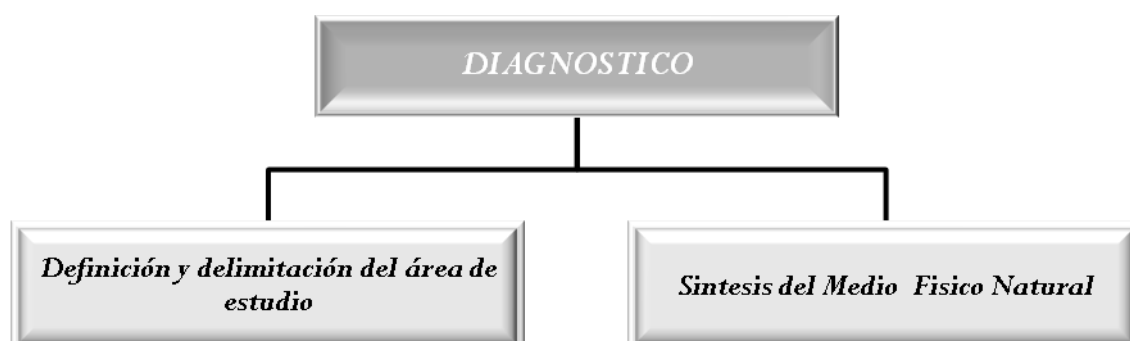 DIAGNOSTICO
Definición y delimitación del área de
estudio
Sintesis del Medio Fisico Natural